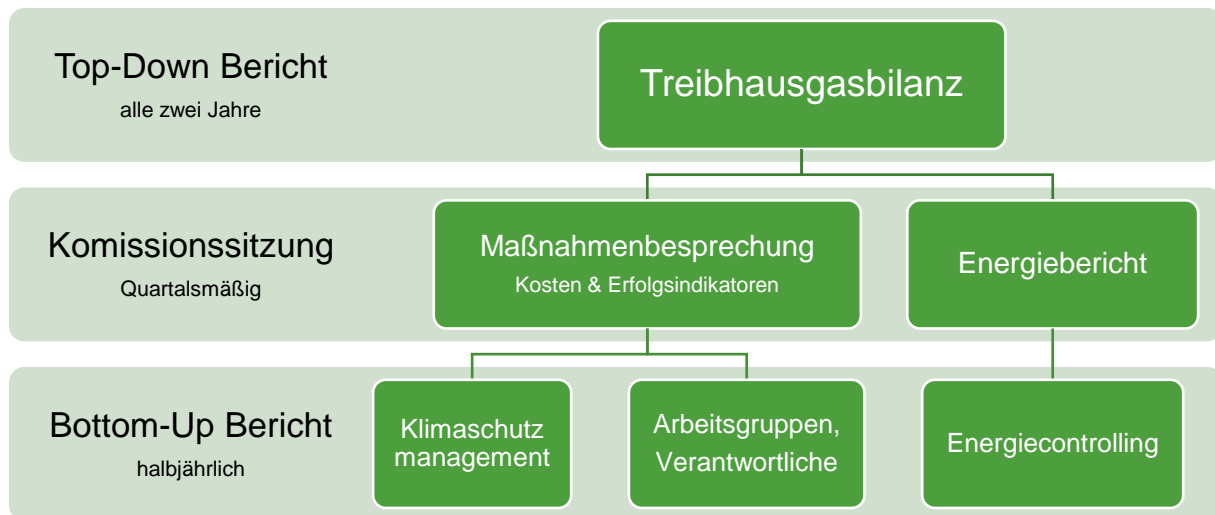 Top-Down Bericht
alle zwei Jahre
Treibhausgasbilanz
Komissionssitzung
Quartalsmäßig
Maßnahmenbesprechung
Kosten & Erfolgsindikatoren
Energiebericht
Bottom-Up Bericht
halbjährlich
Klimaschutz
management
Arbeitsgruppen,
Verantwortliche
Energiecontrolling